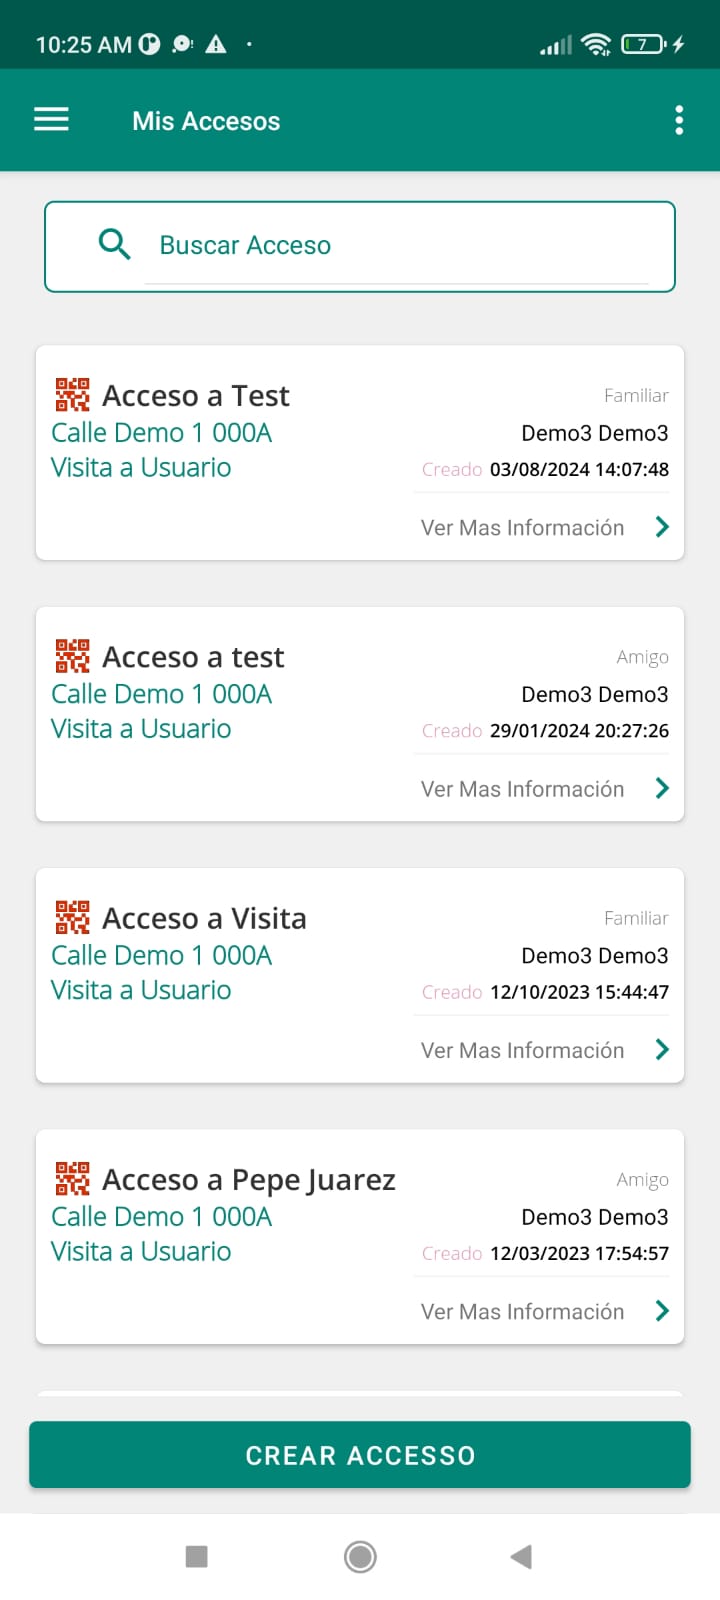 10:25 AM
7
Mis Accesos
Buscar Acceso
Acceso a Test
Familiar
Calle Demo 1 000A
Demo3 Demo3
Visita a Usuario
Creado 03/08/2024 14:07:48
Ver Mas Información
Acceso a test
Amigo
Calle Demo 1 000A
Demo3 Demo3
Visita a Usuario
Creado 29/01/2024 20:27:26
Ver Mas Información
Acceso a Visita
Familiar
Calle Demo 1 000A
Demo3 Demo3
Visita a Usuario
Creado 12/10/2023 15:44:47
Ver Mas Información
Acceso a Pepe Juarez
Amigo
Calle Demo 1 000A
Demo3 Demo3
Visita a Usuario
Creado 12/03/2023 17:54:57
Ver Mas Información
CREAR ACCESSO